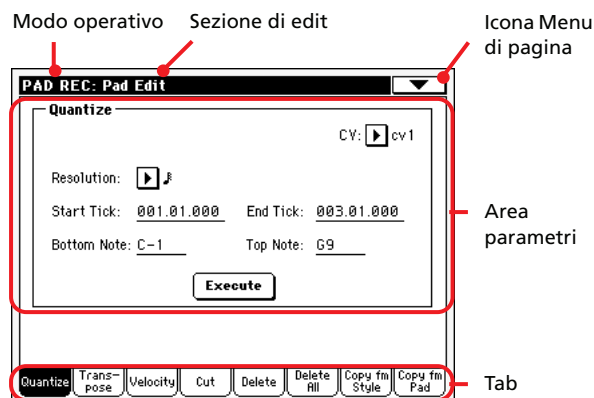 Modo operativo Sezione di edit Icona Menu
di pagina
PAD REC: Pad Edit
Quantize
CV: cv1
Resolution:
Start Tick: 001.01.000 End Tick: 003.01.000
Bottom Note: C-1 Top Note: G9
Execute
Area
parametri
Quantize Trans-
pose Velocity Cut Delete Delete
All Copy fm
Style Copy fm
Pad
Tab